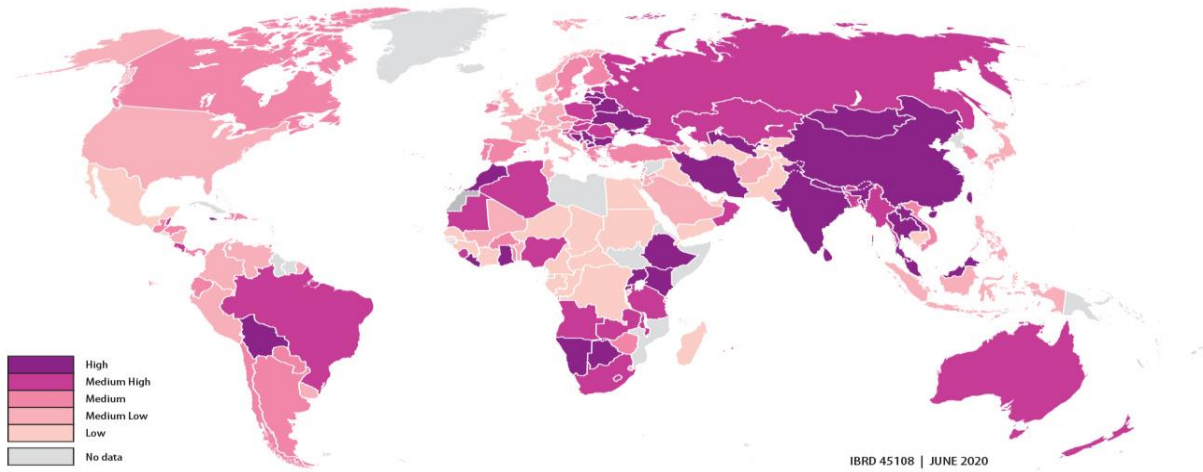 High
Medium High
Medium
Medium Low
Low
No data
IBRD 45108 | JUNE 2020